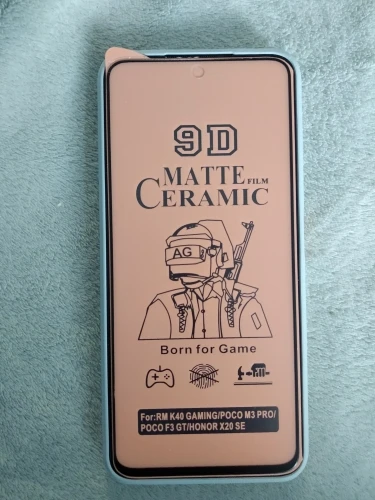 9D
MATTE FILM
CERAMIC
AG
Born for Game
For:RM K40 GAMING/POCO M3 PRO/
POCO F3 GT/HONOR X20 SE